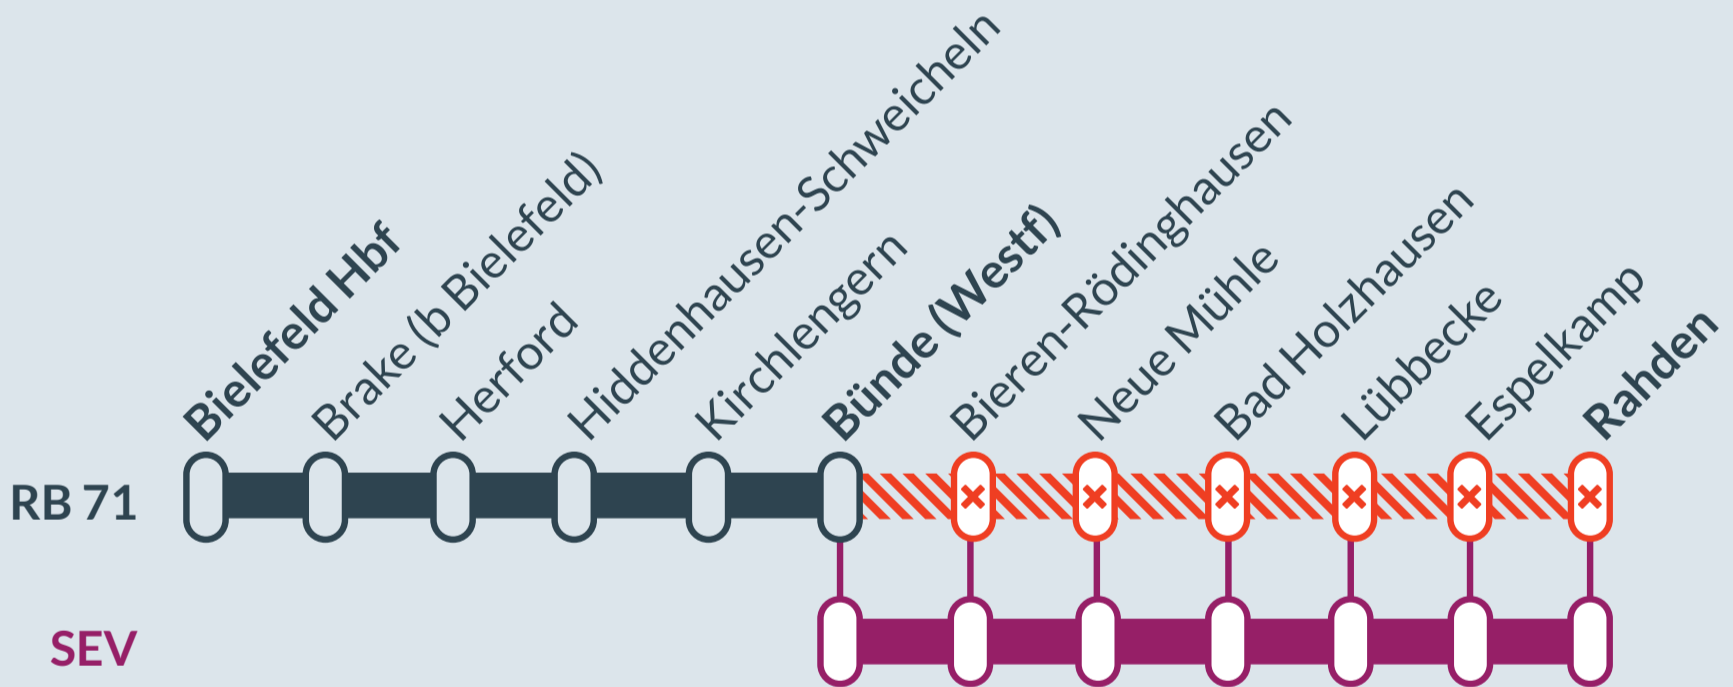 Bielefeld Hbf
Brake (b Bielefeld)
Herford
Hiddenhausen-Schweicheln
Kirchlengern
Bünde (Westf)
Bieren-Rödinghausen
Neue Mühle
Bad Holzhausen
Lübbecke
Espelkamp
Rahden
RB 71
SEV